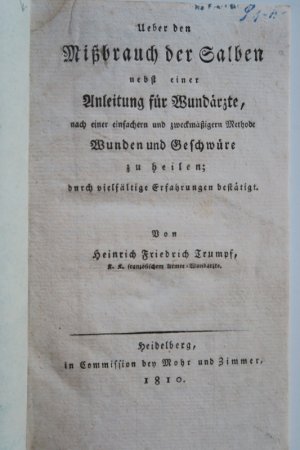 Ueber den
Mißbrauch der Salben
nebst einer
Anleitung für Wundärzte,
nach einer einfachern und zweckmäßigern Methode
Wunden und Geschwüre
zu heilen;
durch vielfältige Erfahrungen bestätigt.
Von
Heinrich Friedrich Trumpf,
K. K. französischem Armee-Wundarzte.
Heidelberg,
in Commission bey Mohr und Zimmer,
1810.